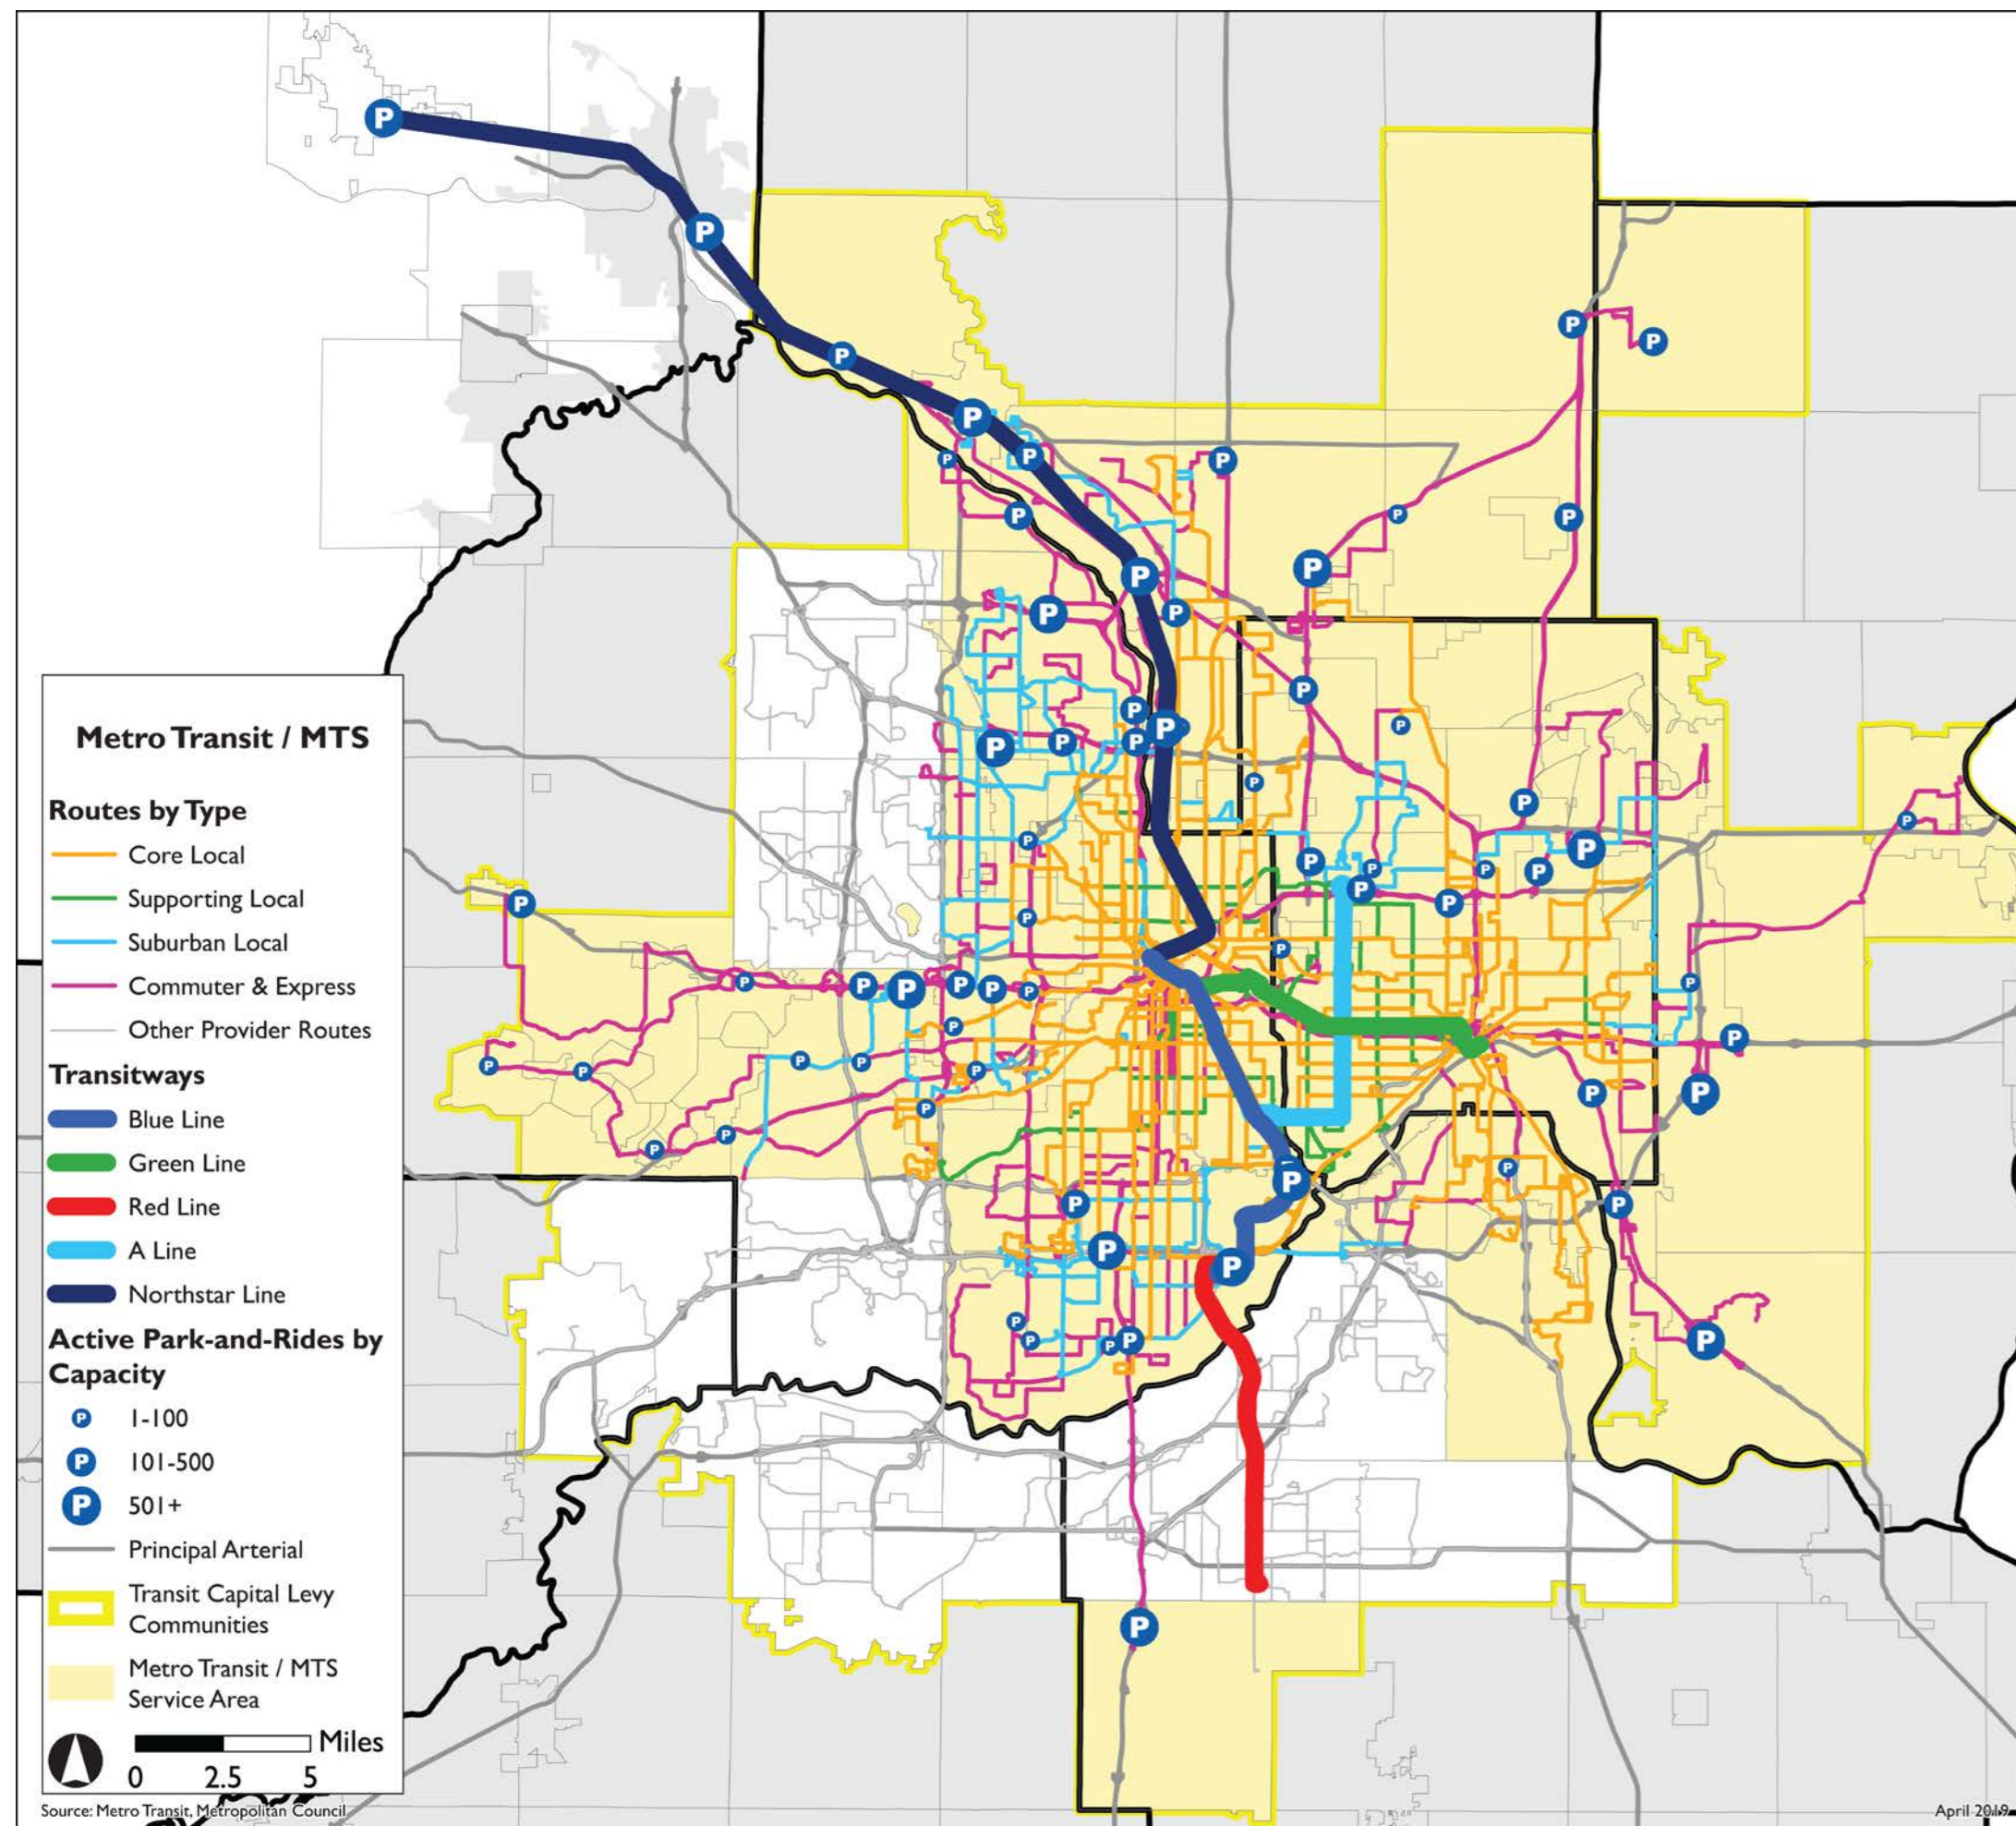 Metro Transit / MTS
Routes by Type
Core Local
Supporting Local
Suburban Local
Commuter & Express
Other Provider Routes
Transitways
Blue Line
Green Line
Red Line
A Line
Northstar Line
Active Park-and-Rides by
Capacity
P 1-100
P 101-500
P 501+
Principal Arterial
Transit Capital Levy
Communities
Metro Transit / MTS
Service Area
Miles
0 2.5 5
Source: Metro Transit, Metropolitan Council
April 2019